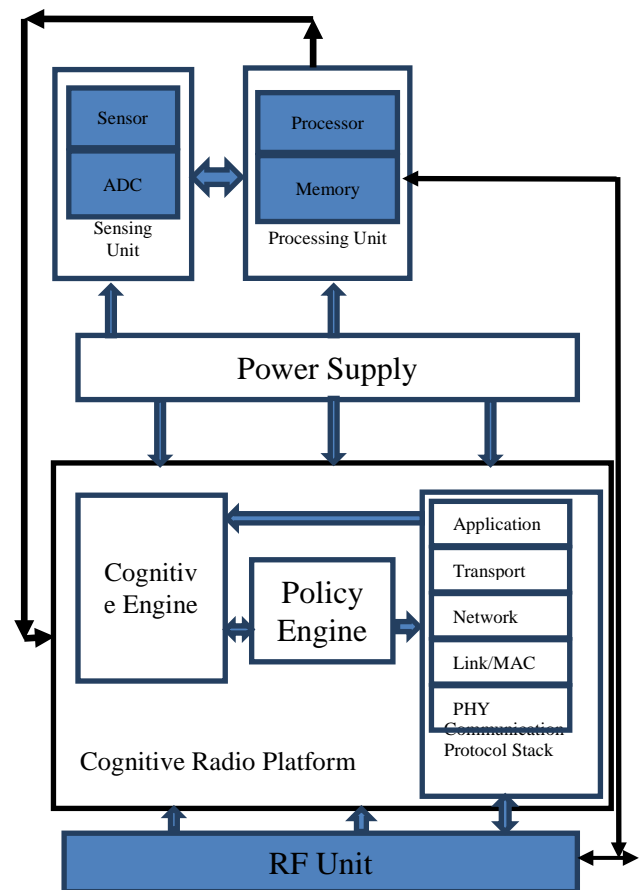 Sensor
ADC
Sensing
Unit
Processor
Memory
Processing Unit
Power Supply
Cognitiv
e Engine
Policy
Engine
Application
Transport
Network
Link/MAC
PHY
Communication
Protocol Stack
Cognitive Radio Platform
RF Unit